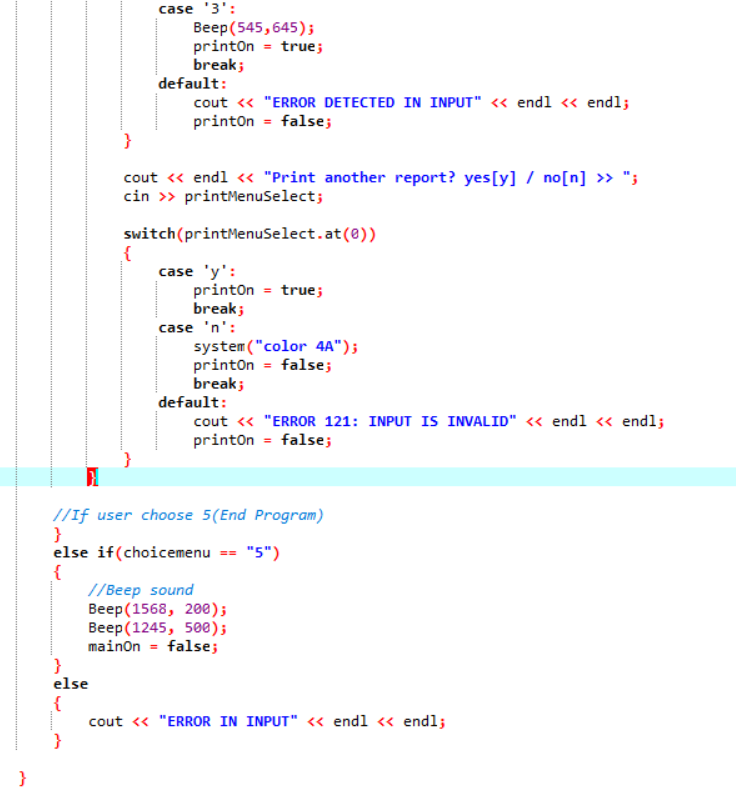 case '3':
Beep(545,645);
printOn = true;
break;
default:
cout << "ERROR DETECTED IN INPUT" << endl << endl;
printOn = false;
}
cout << endl << "Print another report? yes[y] / no[n] >> ";
cin >> printMenuSelect;
switch(printMenuSelect.at(0))
{
case 'y':
printOn = true;
break;
case 'n':
system("color 4A");
printOn = false;
break;
default:
cout << "ERROR 121: INPUT IS INVALID" << endl << endl;
printOn = false;
}
}
//If user choose 5(End Program)
}
else if(choicemenu == "5")
{
//Beep sound
Beep(1568, 200);
Beep(1245, 500);
mainOn = false;
}
else
{
cout << "ERROR IN INPUT" << endl << endl;
}
}